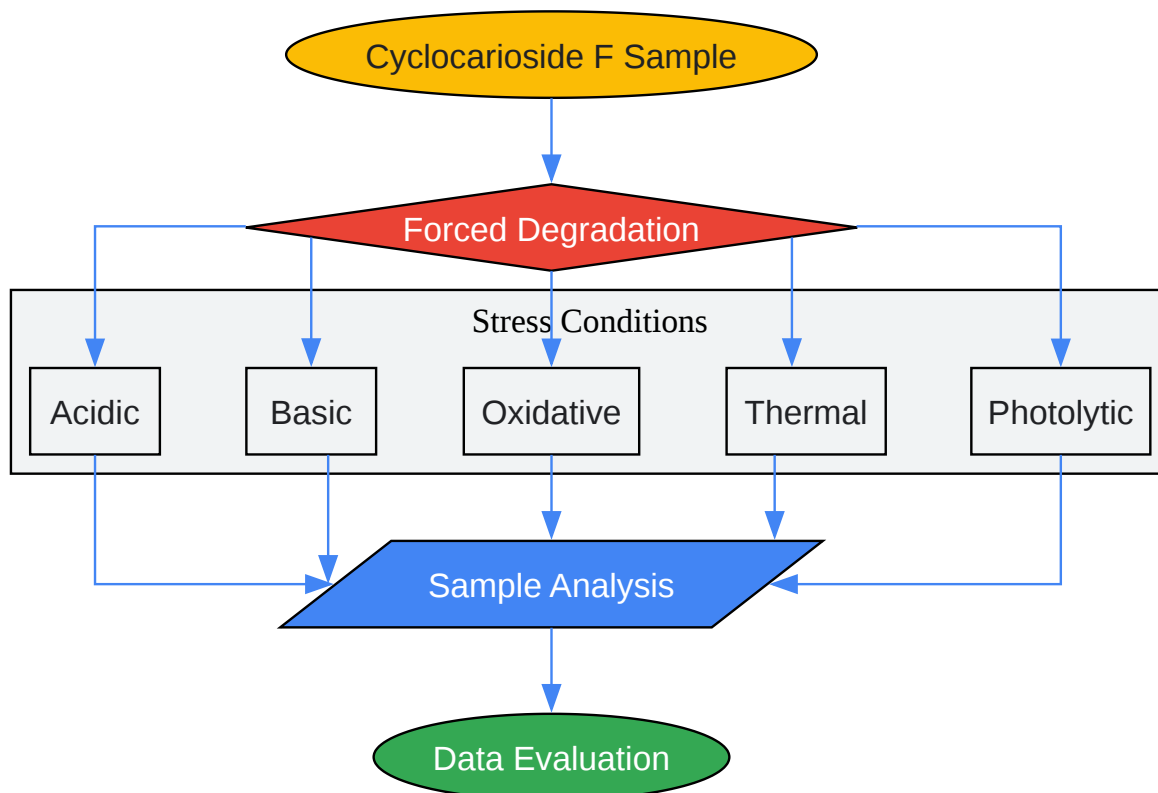 Cyclocarioside F Sample
Forced Degradation
Stress Conditions
Acidic
Basic
Oxidative
Thermal
Photolytic
Sample Analysis
Data Evaluation